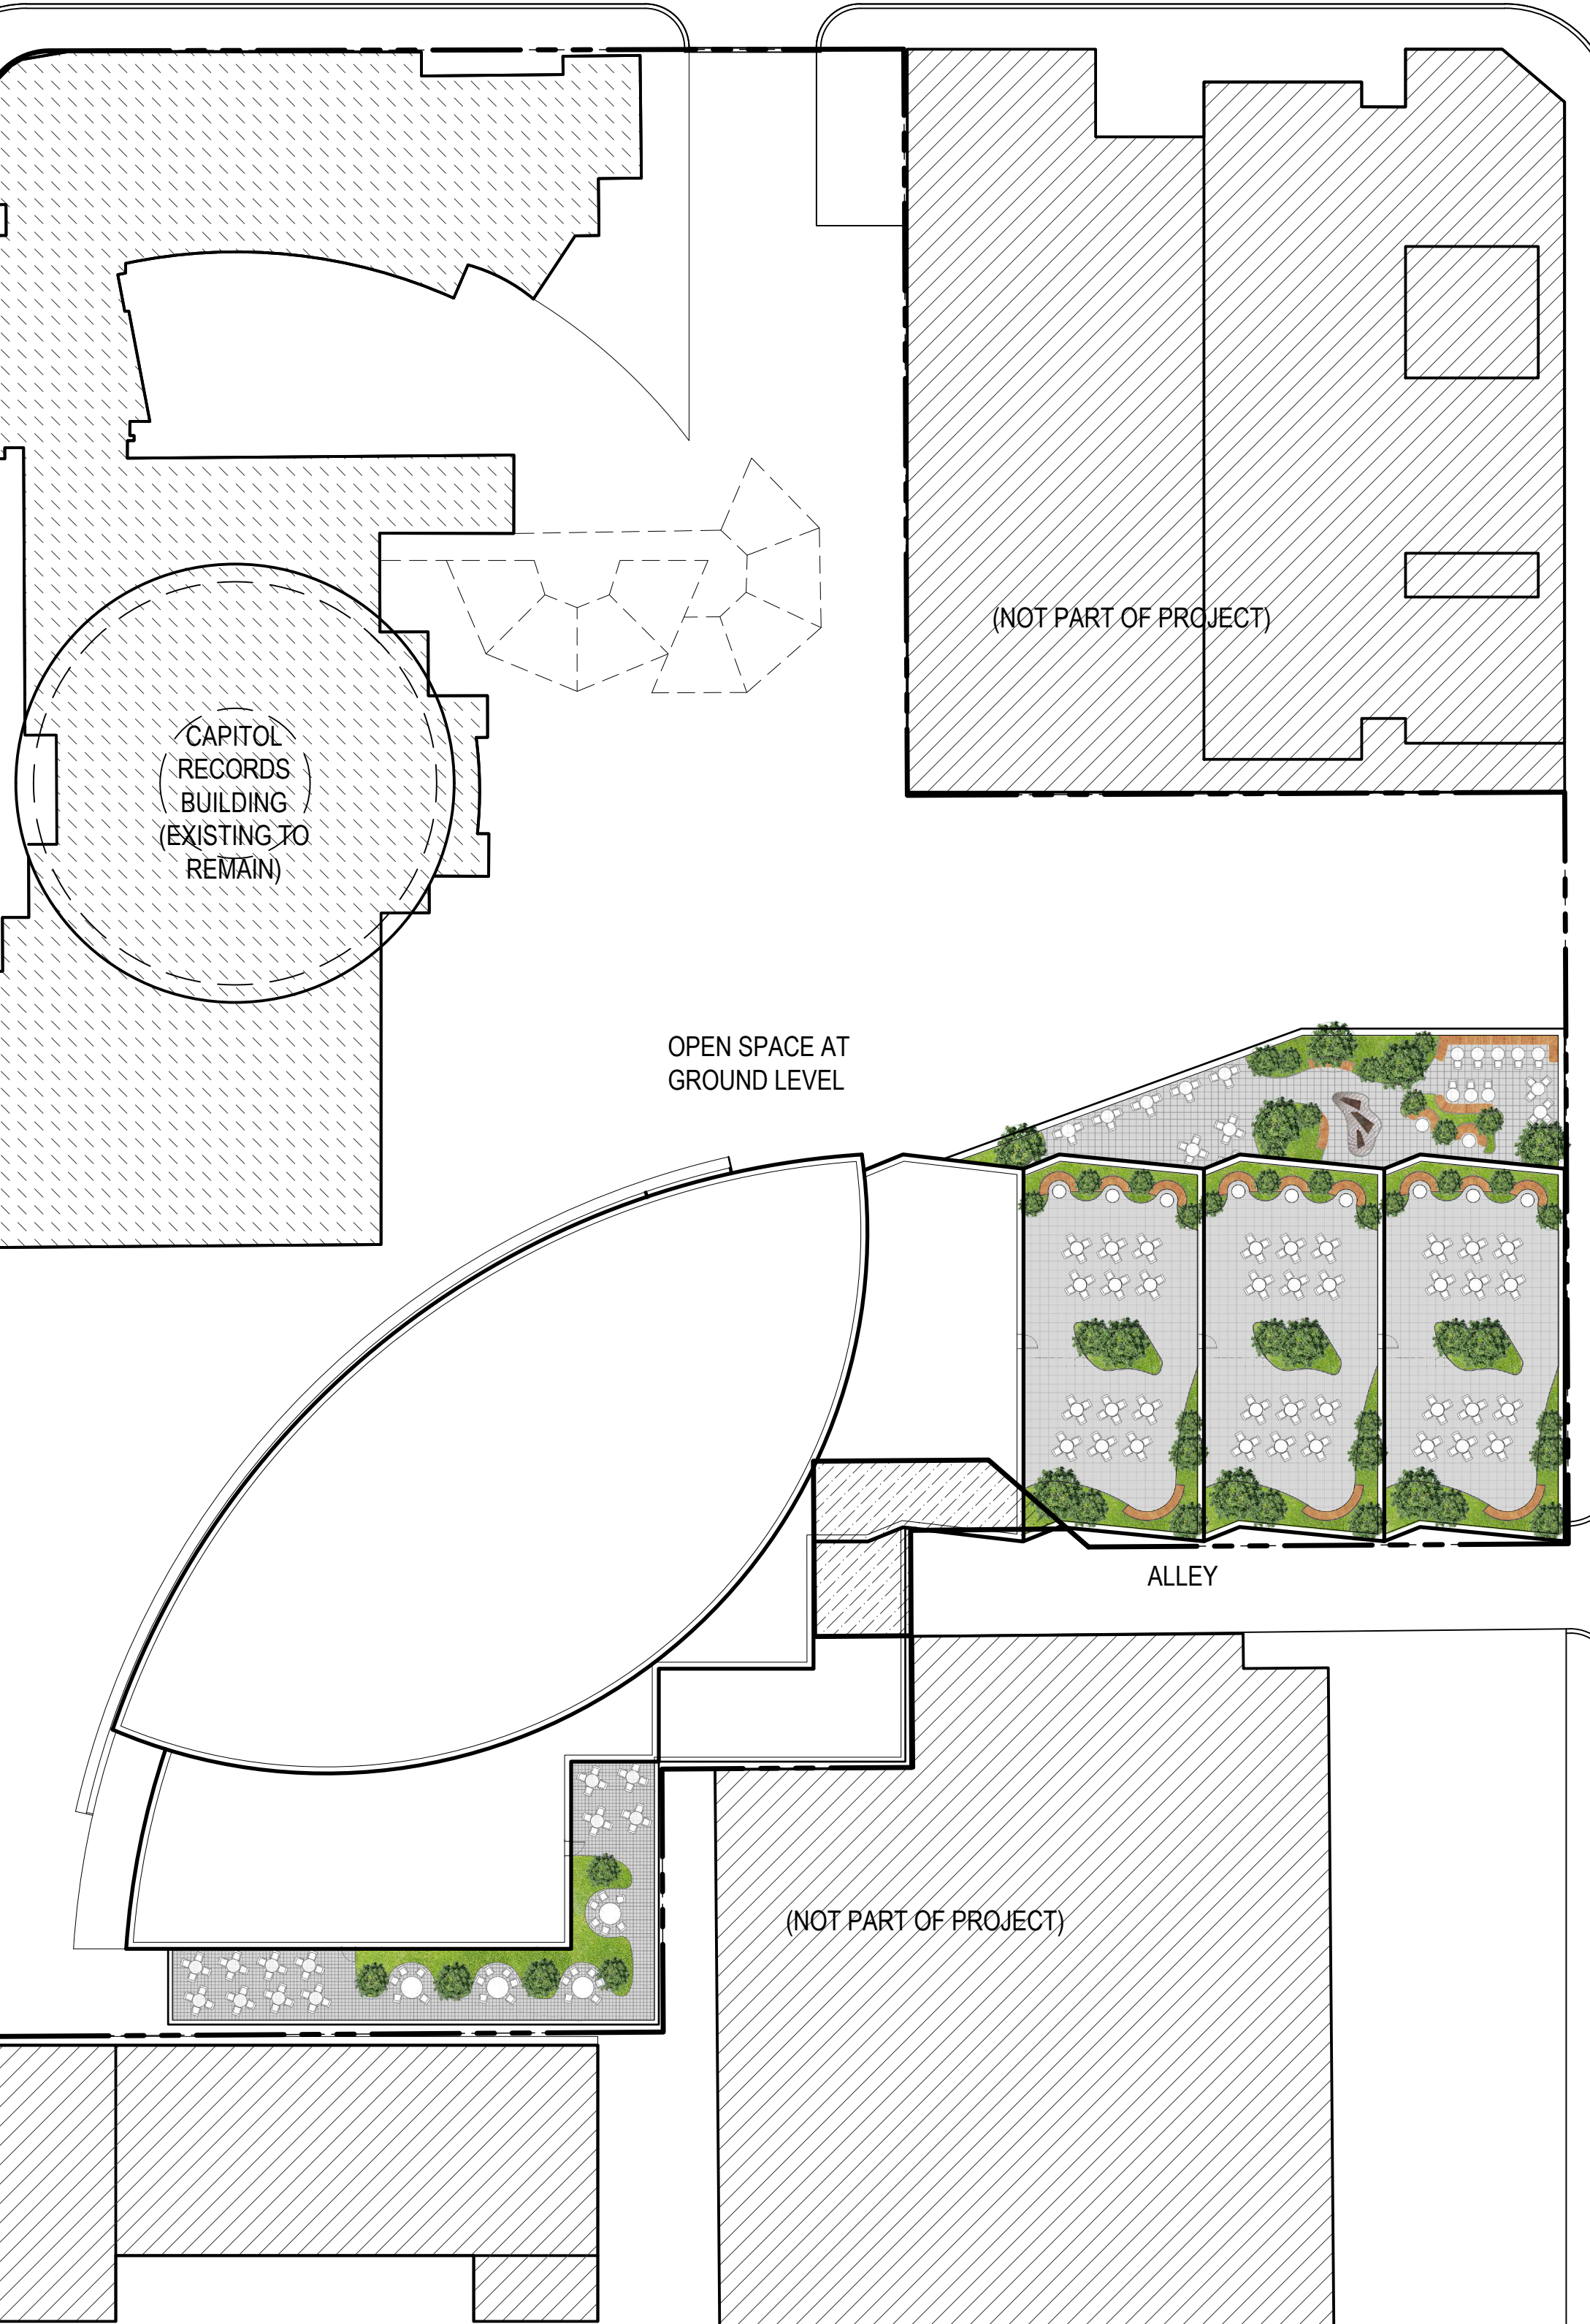 (NOT PART OF PROJECT)
CAPITOL
RECORDS
BUILDING
(EXISTING TO
REMAIN)
OPEN SPACE AT
GROUND LEVEL
ALLEY
(NOT PART OF PROJECT)